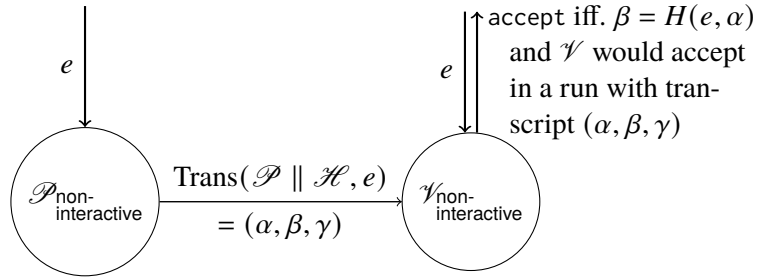 accept iff. β = H(e, α)
and 𝒱 would accept
in a run with tran-
script (α, β, γ)
e
e
𝒫non-interactive
Trans(𝒫 ∥ ℋ, e)
= (α, β, γ)
𝒱non-interactive